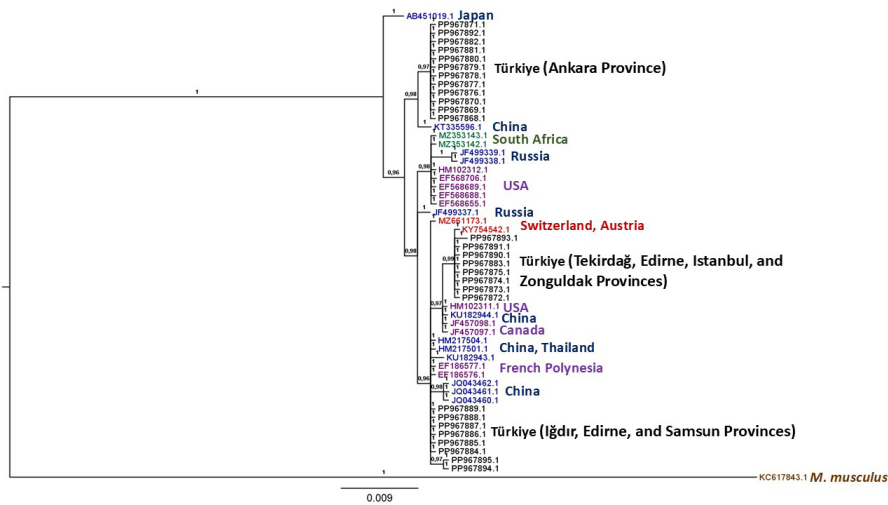 1
AB451019.1 Japan
PP967871.1
PP967892.1
PP967882.1
PP967881.1
PP967880.1
0,97 PP967879.1 Türkiye (Ankara Province)
PP967878.1
PP967877.1
PP967876.1
1
0,98 PP967870.1
PP967869.1
PP967868.1
1 KT335596.1 China
MZ353143.1 South Africa
MZ353142.1
1 JF499339.1 Russia
JF499338.1
0,98 HM102312.1
0,96 EF568706.1
EF568689.1 USA
EF568688.1
EF568655.1
1 JF499337.1 Russia
MZ661173.1 Switzerland, Austria
KY754542.1
PP967893.1
PP967891.1
0,98 PP967890.1
0,99 PP967883.1 Türkiye (Tekirdağ, Edirne, Istanbul, and
PP967875.1 Zonguldak Provinces)
PP967874.1
PP967873.1
PP967872.1
0,97 HM102311.1 USA
KU182944.1 China
JF457098.1 Canada
JF457097.1
HM217504.1 China, Thailand
HM217501.1
KU182943.1
EF186577.1 French Polynesia
EF186576.1
0,96 JQ043462.1
0,98 JQ043461.1 China
JQ043460.1
PP967889.1
PP967888.1
PP967887.1 Türkiye (Iğdır, Edirne, and Samsun Provinces)
PP967886.1
PP967885.1
PP967884.1
0,97 PP967895.1
PP967894.1
1 KC617843.1 M. musculus
0.009